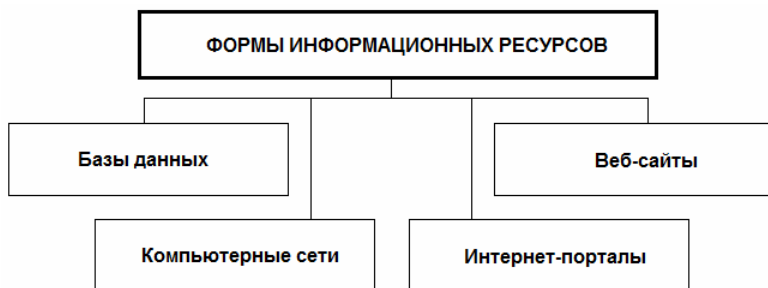 ФОРМЫ ИНФОРМАЦИОННЫХ РЕСУРСОВ
Базы данных
Веб-сайты
Компьютерные сети
Интернет-порталы